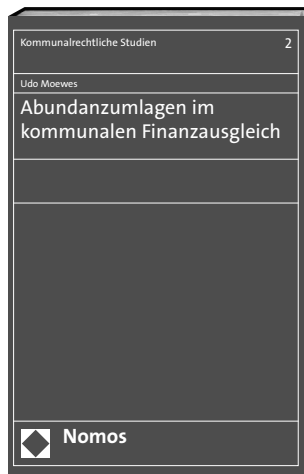 Kommunalrechtliche Studien 2
Udo Moewes
Abundanzumlagen im
kommunalen Finanzausgleich
Nomos